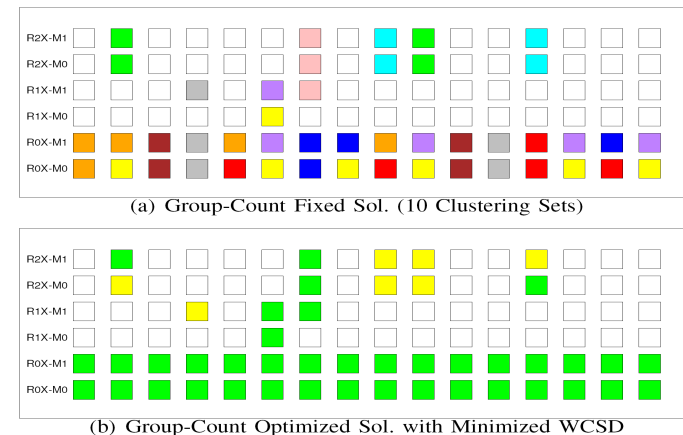 R2X-M1
R2X-M0
R1X-M1
R1X-M0
R0X-M1
R0X-M0
(a) Group-Count Fixed Sol. (10 Clustering Sets)
R2X-M1
R2X-M0
R1X-M1
R1X-M0
R0X-M1
R0X-M0
(b) Group-Count Optimized Sol. with Minimized WCSD